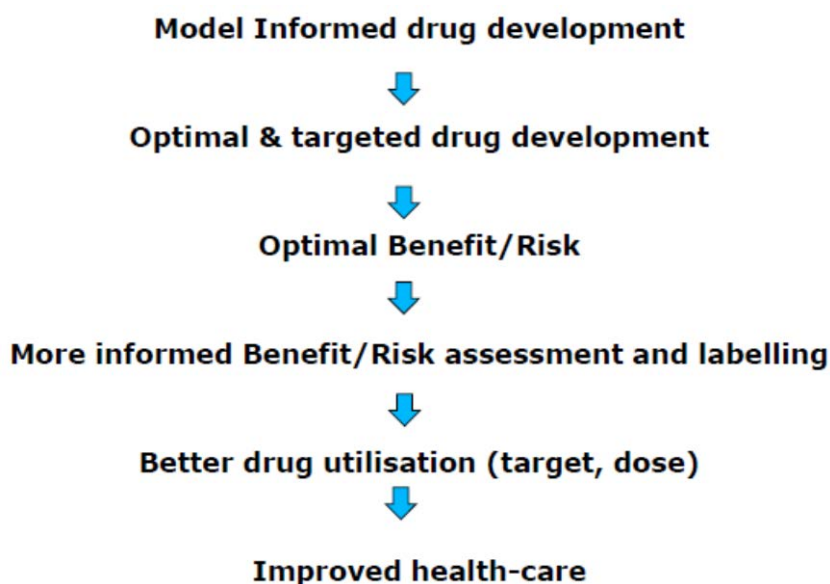 Model Informed drug development
Optimal & targeted drug development
Optimal Benefit/Risk
More informed Benefit/Risk assessment and labelling
Better drug utilisation (target, dose)
Improved health-care